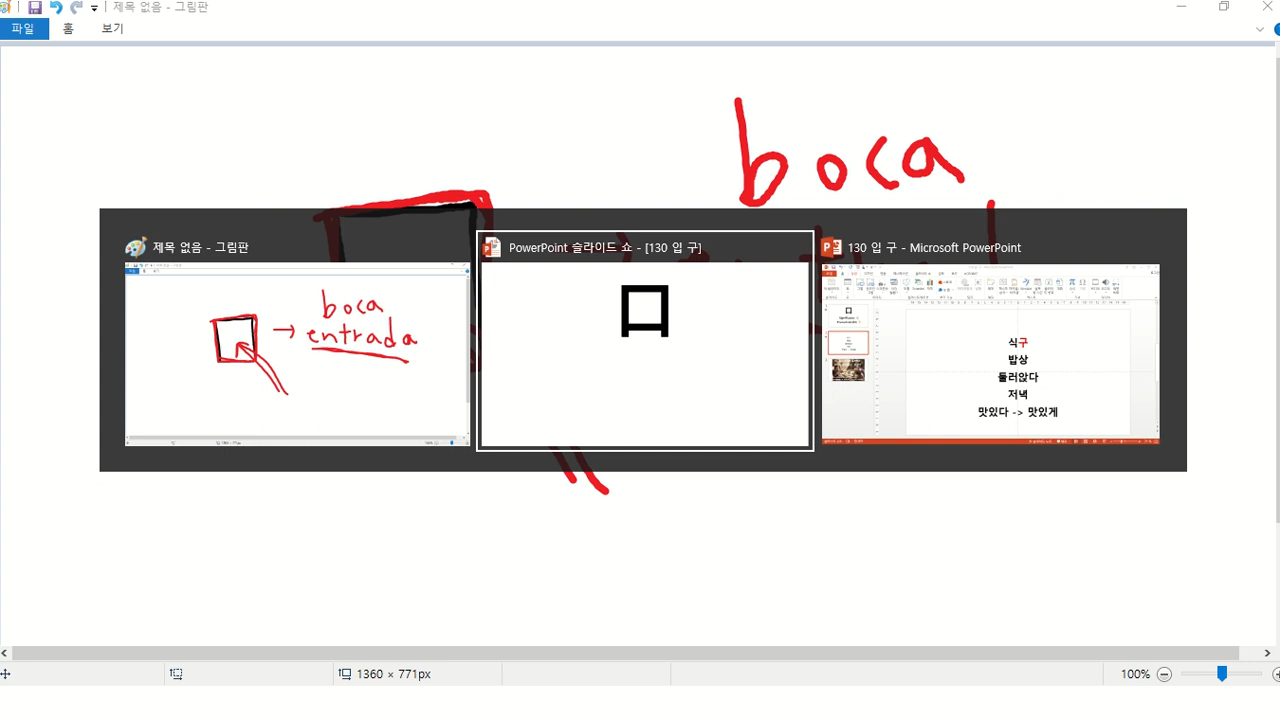 제목 없음 - 그림판
파일 홈 보기
boca
제목 없음 - 그림판
PowerPoint 슬라이드 쇼 - [130 입 구]
130 입 구 - Microsoft PowerPoint
boca
entrada
口
식구
밥상
둘러앉다
저녁
맛있다 -> 맛있게
1360 × 771px
100%